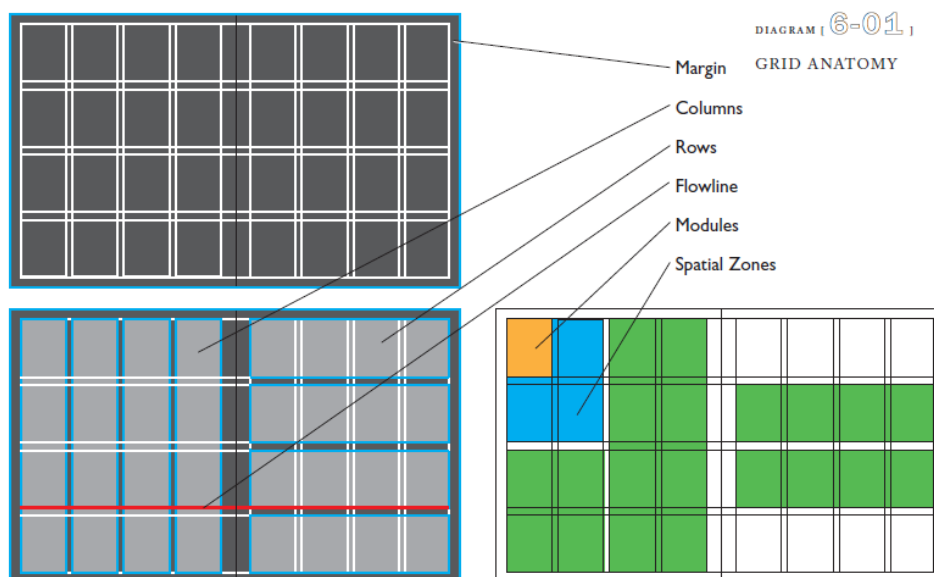 DIAGRAM [ 6-01 ]
GRID ANATOMY
Margin
Columns
Rows
Flowline
Modules
Spatial Zones